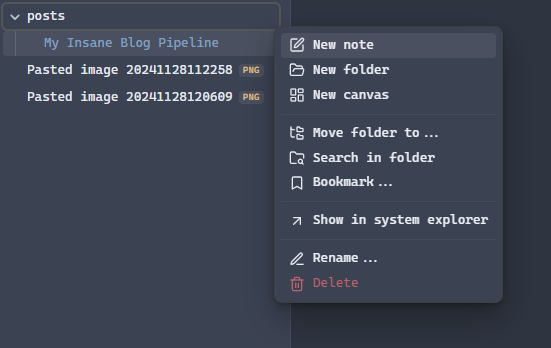 posts
My Insane Blog Pipeline
Pasted image 20241128112258 PNG
Pasted image 20241128120609 PNG
New note
New folder
New canvas
Move folder to...
Search in folder
Bookmark...
Show in system explorer
Rename...
Delete